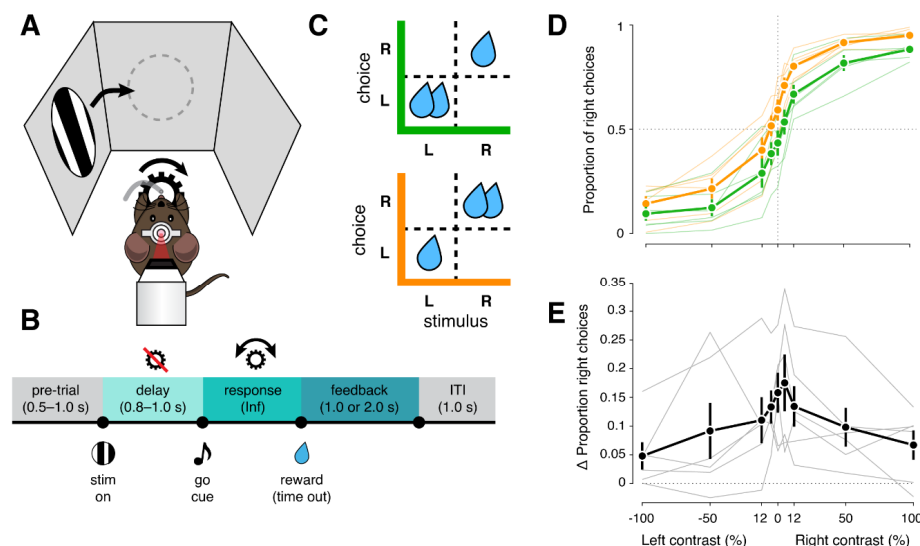 A
B
pre-trial
(0.5–1.0 s)
delay
(0.8–1.0 s)
response
(Inf)
feedback
(1.0 or 2.0 s)
ITI
(1.0 s)
stim
on
go
cue
reward
(time out)
C
choice
R
L
L
R
choice
R
L
L
R
stimulus
D
Proportion of right choices
1
0.5
0
E
Δ Proportion right choices
0.35
0.3
0.25
0.2
0.15
0.1
0.05
0
-100
-50
12
0
12
50
100
Left contrast (%)
Right contrast (%)